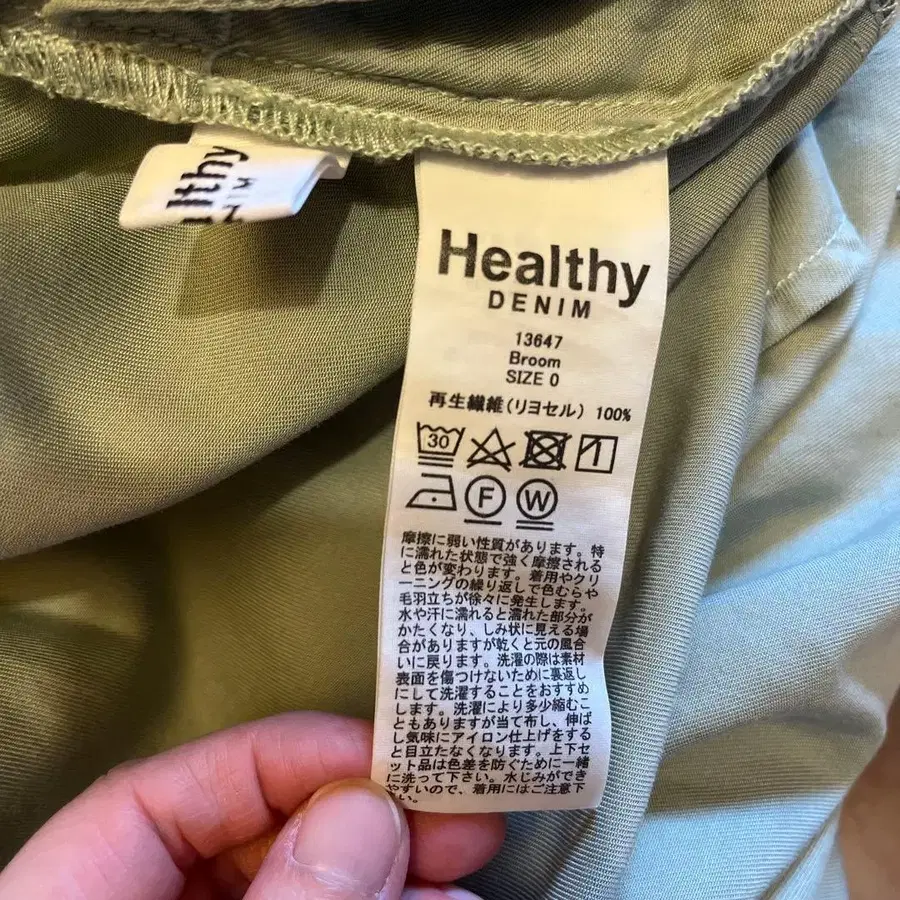 lthy
NIM
Healthy
DENIM
13647
Broom
SIZE 0
再生繊維(リヨセル) 100%
30
F W
摩擦に弱い性質があります。特
に濡れた状態で強く摩擦される
と色が変わります。着用やクリ
ーニングの繰り返しで色むらや
毛羽立ちが徐々に発生します。
水や汗に濡れると濡れた部分が
かたくなり、しみ状に見える場
合がありますが乾くと元の風合
いに戻ります。洗濯の際は素材
表面を傷つけないために裏返し
にして洗濯することをおすすめ
します。洗濯により多少縮むこ
ともありますが当て布し、伸ば
し気味にアイロン仕上げをする
と目立たなくなります。上下セ
ット品は色差を防ぐために一緒
に洗って下さい。水じみができ
やすいので、着用にはご注意下
い。